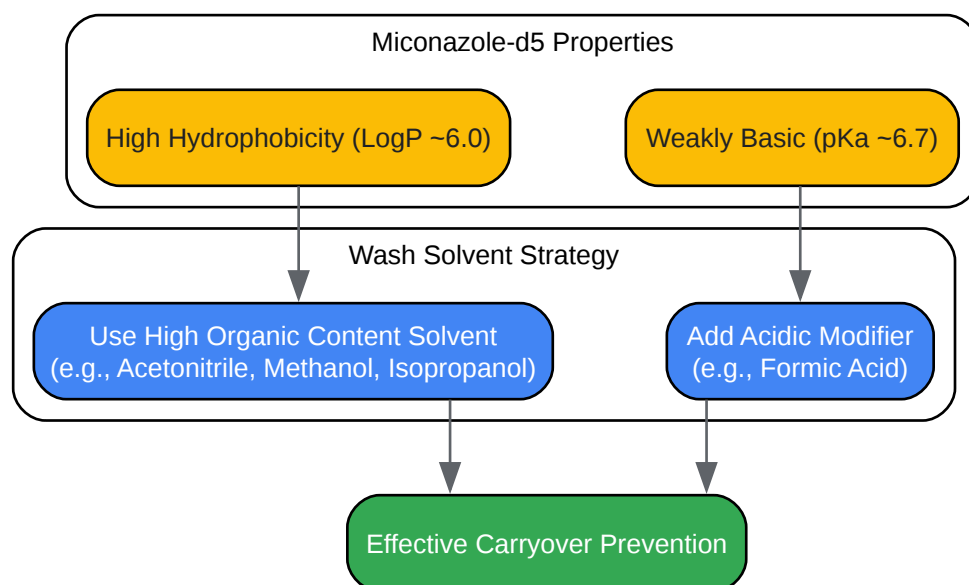 Miconazole-d5 Properties
High Hydrophobicity (LogP ~6.0)
Weakly Basic (pKa ~6.7)
Wash Solvent Strategy
Use High Organic Content Solvent
(e.g., Acetonitrile, Methanol, Isopropanol)
Add Acidic Modifier
(e.g., Formic Acid)
Effective Carryover Prevention